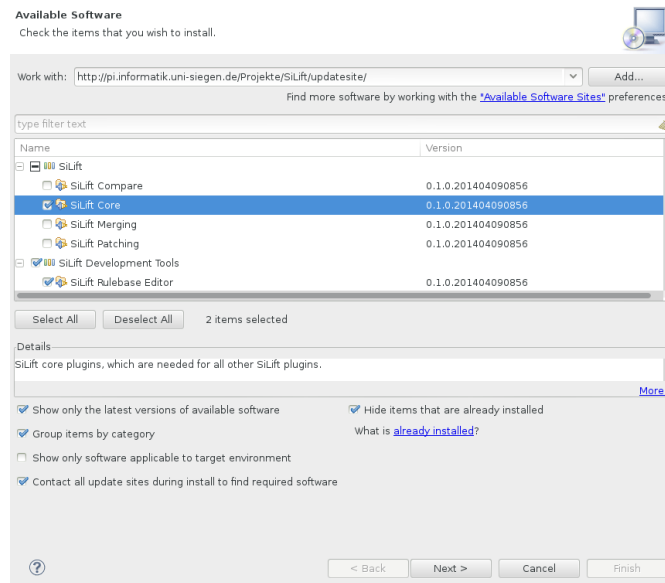 Available Software
Check the items that you wish to install.
Work with: http://pi.informatik.uni-siegen.de/Projekte/SiLift/updatesite/ Add...
Find more software by working with the "Available Software Sites" preferences
type filter text
Name Version
SiLift
SiLift Compare 0.1.0.201404090856
SiLift Core 0.1.0.201404090856
SiLift Merging 0.1.0.201404090856
SiLift Patching 0.1.0.201404090856
SiLift Development Tools
SiLift Rulebase Editor 0.1.0.201404090856
Select All Deselect All 2 items selected
Details
SiLift core plugins, which are needed for all other SiLift plugins.
More
Show only the latest versions of available software Hide items that are already installed
Group items by category What is already installed?
Show only software applicable to target environment
Contact all update sites during install to find required software
? < Back Next > Cancel Finish